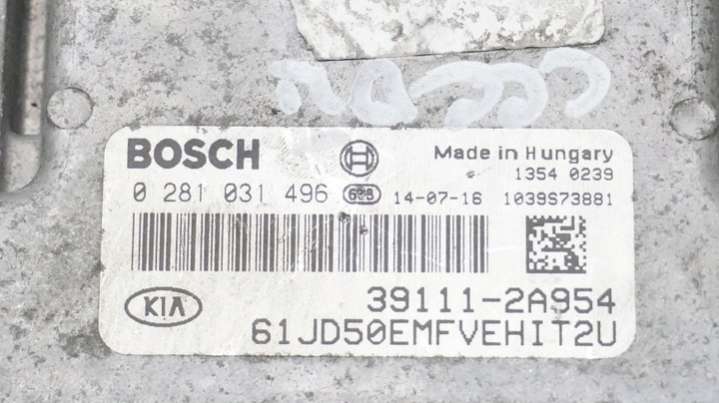 BOSCH Made in Hungary
1354 0239
0 281 031 496 14-07-16 1039S73881
KIA 39111-2A954
61JD50EMFVEHIT2U